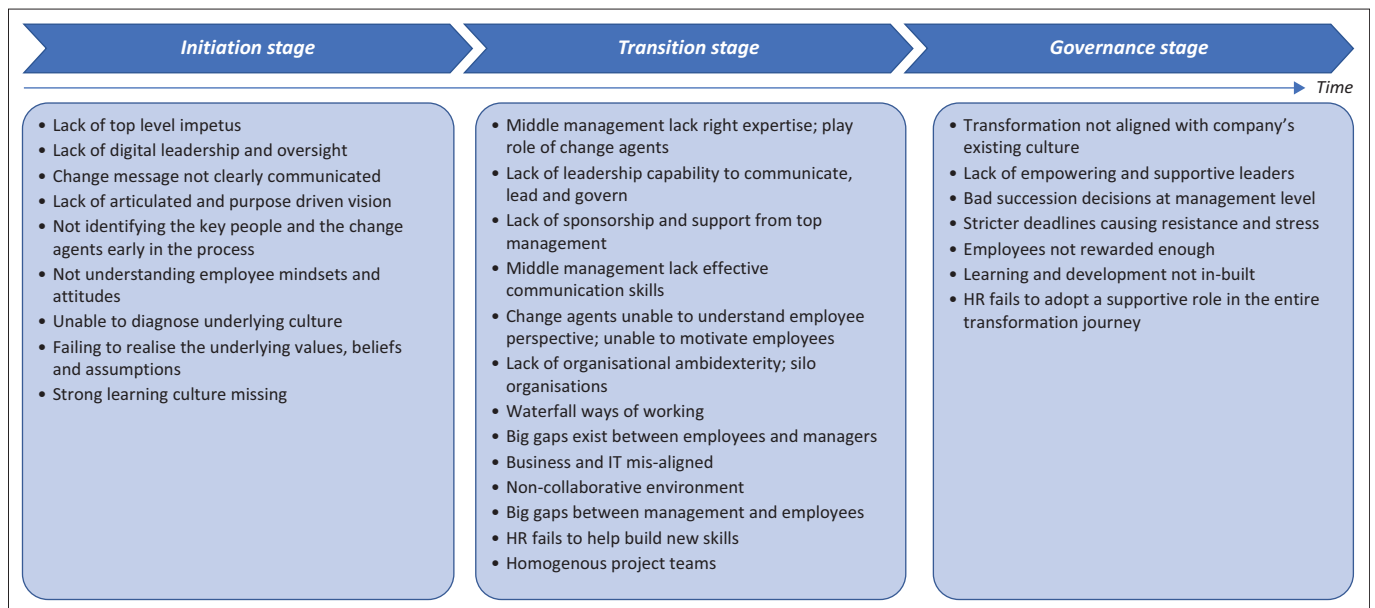 Initiation stage
Transition stage
Governance stage
Time
• Lack of top level impetus
• Lack of digital leadership and oversight
• Change message not clearly communicated
• Lack of articulated and purpose driven vision
• Not identifying the key people and the change
agents early in the process
• Not understanding employee mindsets and
attitudes
• Unable to diagnose underlying culture
• Failing to realise the underlying values, beliefs
and assumptions
• Strong learning culture missing
• Middle management lack right expertise; play
role of change agents
• Lack of leadership capability to communicate,
lead and govern
• Lack of sponsorship and support from top
management
• Middle management lack effective
communication skills
• Change agents unable to understand employee
perspective; unable to motivate employees
• Lack of organisational ambidexterity; silo
organisations
• Waterfall ways of working
• Big gaps exist between employees and managers
• Business and IT mis-aligned
• Non-collaborative environment
• Big gaps between management and employees
• HR fails to help build new skills
• Homogenous project teams
• Transformation not aligned with company’s
existing culture
• Lack of empowering and supportive leaders
• Bad succession decisions at management level
• Stricter deadlines causing resistance and stress
• Employees not rewarded enough
• Learning and development not in-built
• HR fails to adopt a supportive role in the entire
transformation journey